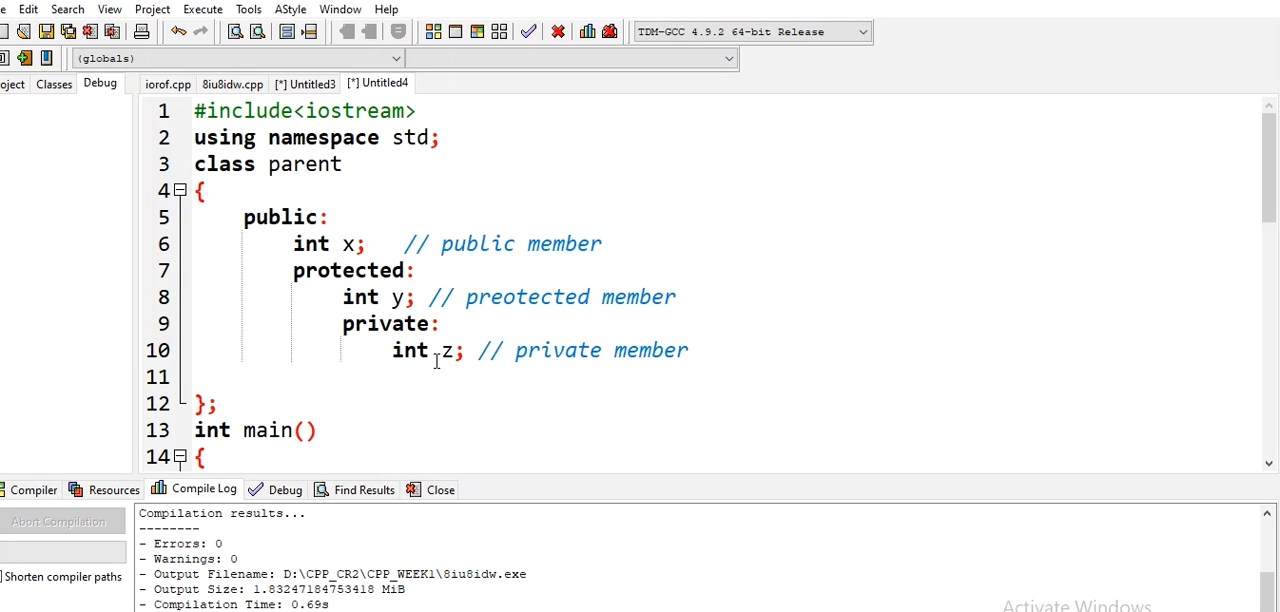 e Edit Search View Project Execute Tools AStyle Window Help
TDM-GCC 4.9.2 64-bit Release
(globals)
oject Classes Debug iorof.cpp 8iu8idw.cpp [*] Untitled3 [*] Untitled4
1 #include<iostream>
2 using namespace std;
3 class parent
4 {
5 public:
6 int x; // public member
7 protected:
8 int y; // preotected member
9 private:
10 int z; // private member
11
12 };
13 int main()
14 {
Compiler Resources Compile Log Debug Find Results Close
Abort Compilation
Shorten compiler paths
Compilation results...
--------
- Errors: 0
- Warnings: 0
- Output Filename: D:\CPP_CR2\CPP_WEEK1\8iu8idw.exe
- Output Size: 1.83247184753418 MiB
- Compilation Time: 0.69s
Activate Windows